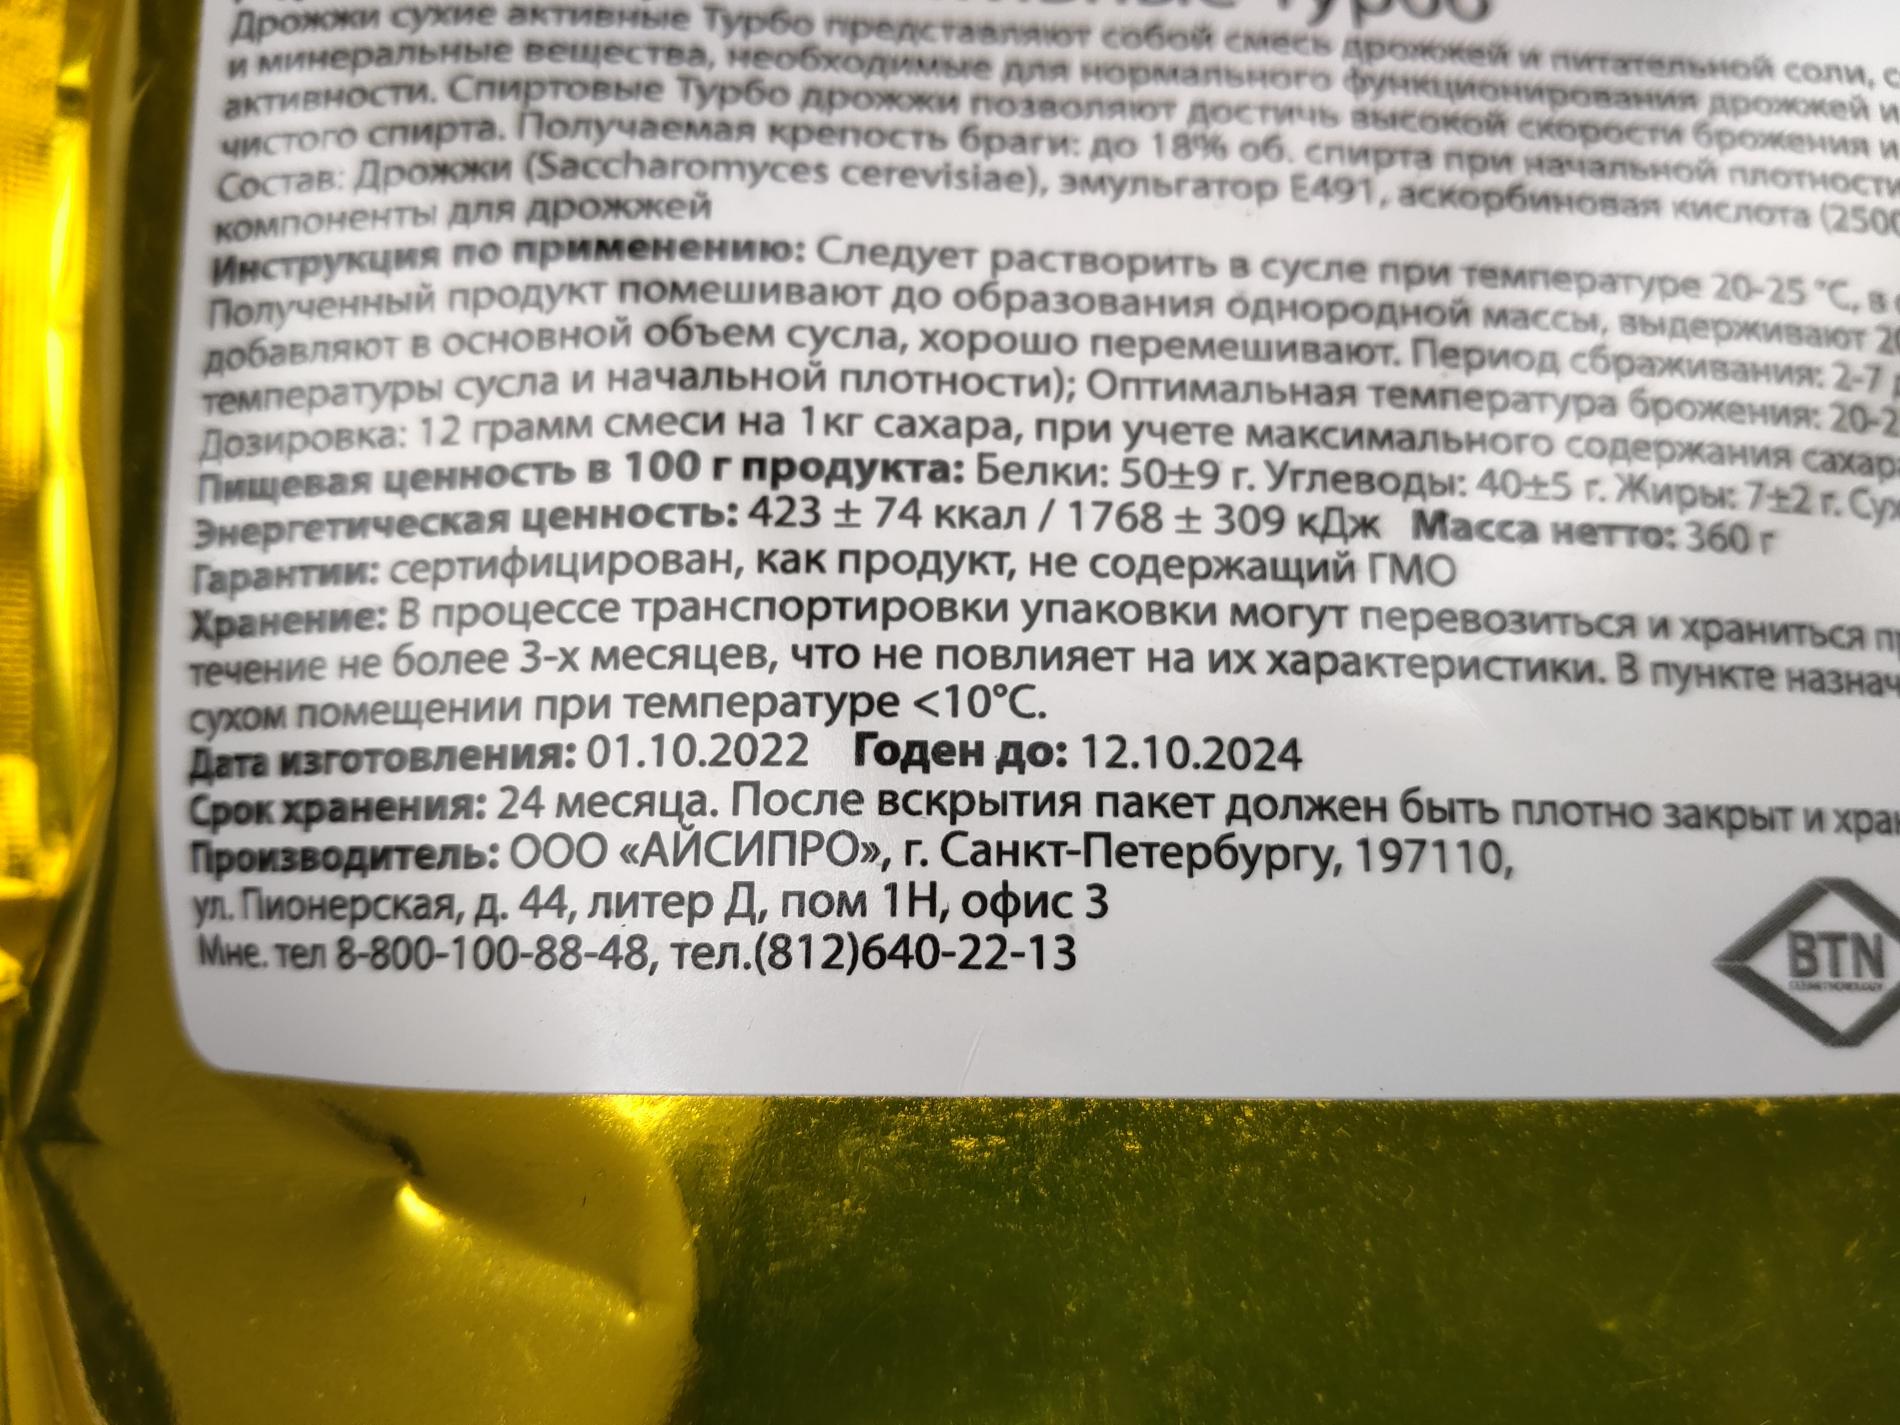 Турбо
Дрожжи сухие активные Турбо представляют собой смесь дрожжей и питательной соли,
и минеральные вещества, необходимые для нормального функционирования дрожжей и
активности. Спиртовые Турбо дрожжи позволяют достичь высокой скорости брожения и
чистого спирта. Получаемая крепость браги: до 18% об. спирта при начальной плотности
Состав: Дрожжи (Saccharomyces cerevisiae), эмульгатор Е491, аскорбиновая кислота (2500
компоненты для дрожжей
Инструкция по применению: Следует растворить в сусле при температуре 20-25 °C, в
Полученный продукт помешивают до образования однородной массы, выдерживают 20
добавляют в основной объем сусла, хорошо перемешивают. Период сбраживания: 2-7
температуры сусла и начальной плотности); Оптимальная температура брожения: 20-2
Дозировка: 12 грамм смеси на 1кг сахара, при учете максимального содержания сахар
Пищевая ценность в 100 г продукта: Белки: 50±9 г. Углеводы: 40±5 г. Жиры: 7±2 г. Сух
Энергетическая ценность: 423 ± 74 ккал / 1768 ± 309 кДж Масса нетто: 360 г
Гарантии: сертифицирован, как продукт, не содержащий ГМО
Хранение: В процессе транспортировки упаковки могут перевозиться и храниться пр
течение не более 3-х месяцев, что не повлияет на их характеристики. В пункте назнач
сухом помещении при температуре <10°C.
Дата изготовления: 01.10.2022 Годен до: 12.10.2024
Срок хранения: 24 месяца. После вскрытия пакет должен быть плотно закрыт и хран
Производитель: ООО «АЙСИПРО», г. Санкт-Петербургу, 197110,
ул. Пионерская, д. 44, литер Д, пом 1Н, офис 3
Мне. тел 8-800-100-88-48, тел.(812)640-22-13
BTN